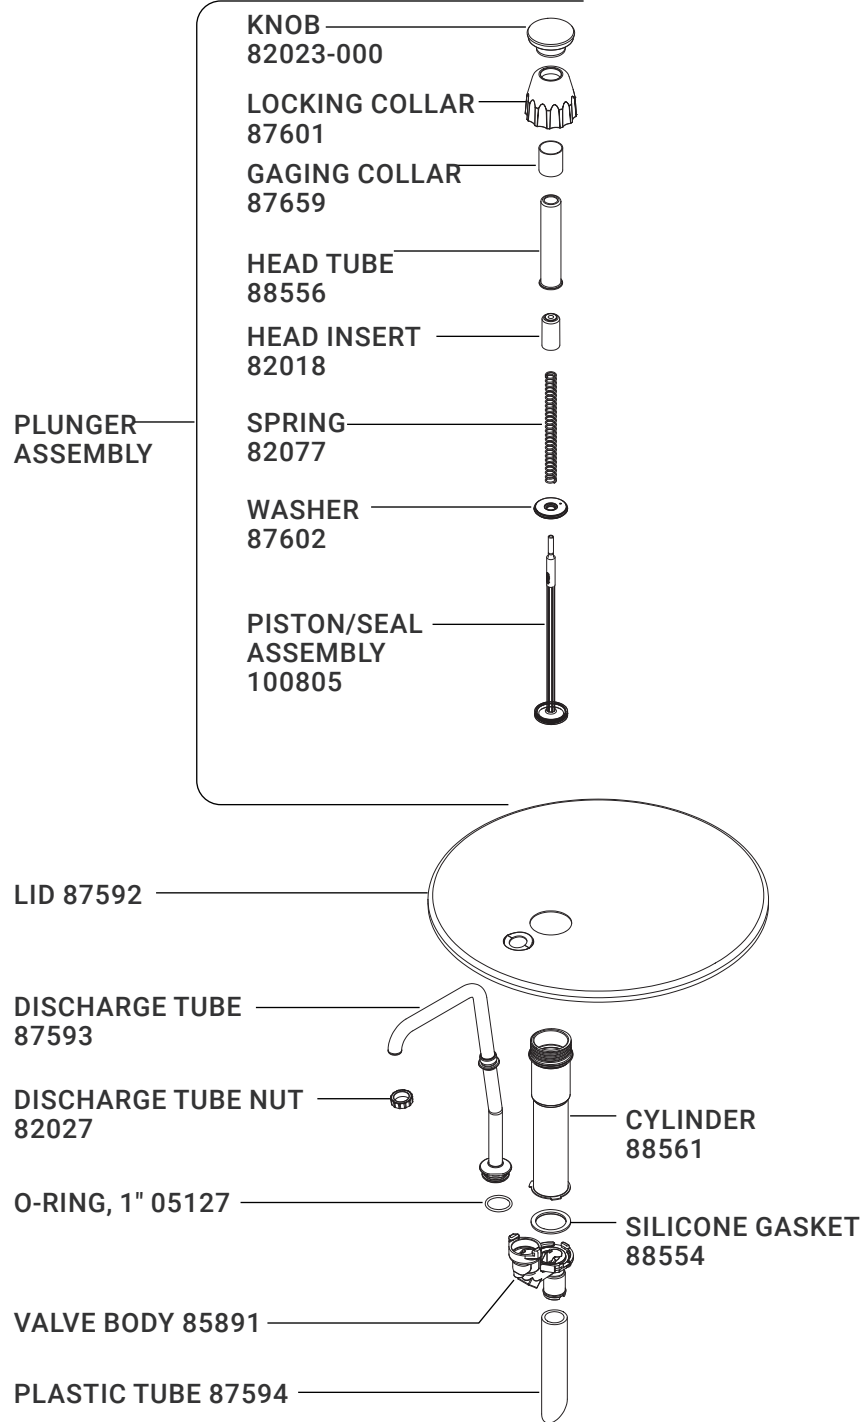 KNOB
82023-000
LOCKING COLLAR
87601
GAGING COLLAR
87659
HEAD TUBE
88556
HEAD INSERT
82018
SPRING
82077
WASHER
87602
PISTON/SEAL
ASSEMBLY
100805
PLUNGER
ASSEMBLY
LID 87592
DISCHARGE TUBE
87593
DISCHARGE TUBE NUT
82027
CYLINDER
88561
O-RING, 1" 05127
SILICONE GASKET
88554
VALVE BODY 85891
PLASTIC TUBE 87594